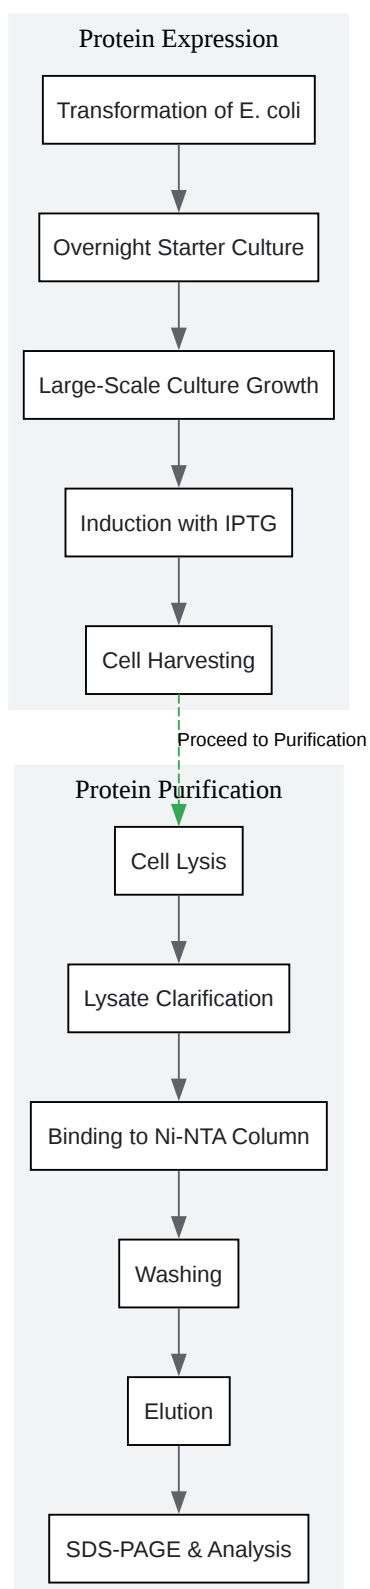 Protein Expression
Transformation of E. coli
Overnight Starter Culture
Large-Scale Culture Growth
Induction with IPTG
Cell Harvesting
Proceed to Purification
Protein Purification
Cell Lysis
Lysate Clarification
Binding to Ni-NTA Column
Washing
Elution
SDS-PAGE & Analysis